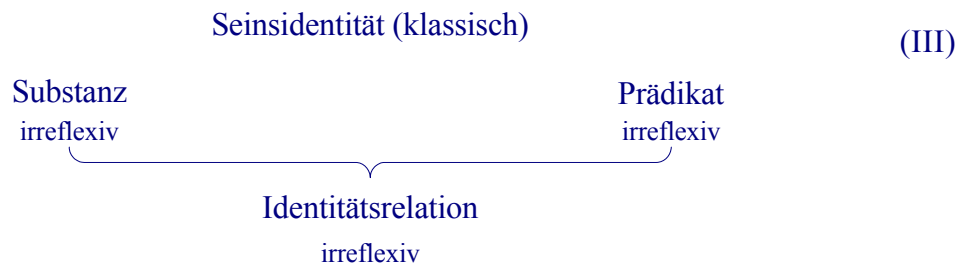 Seinsidentität (klassisch)
(III)
Substanz Prädikat
irreflexiv irreflexiv
Identitätsrelation
irreflexiv